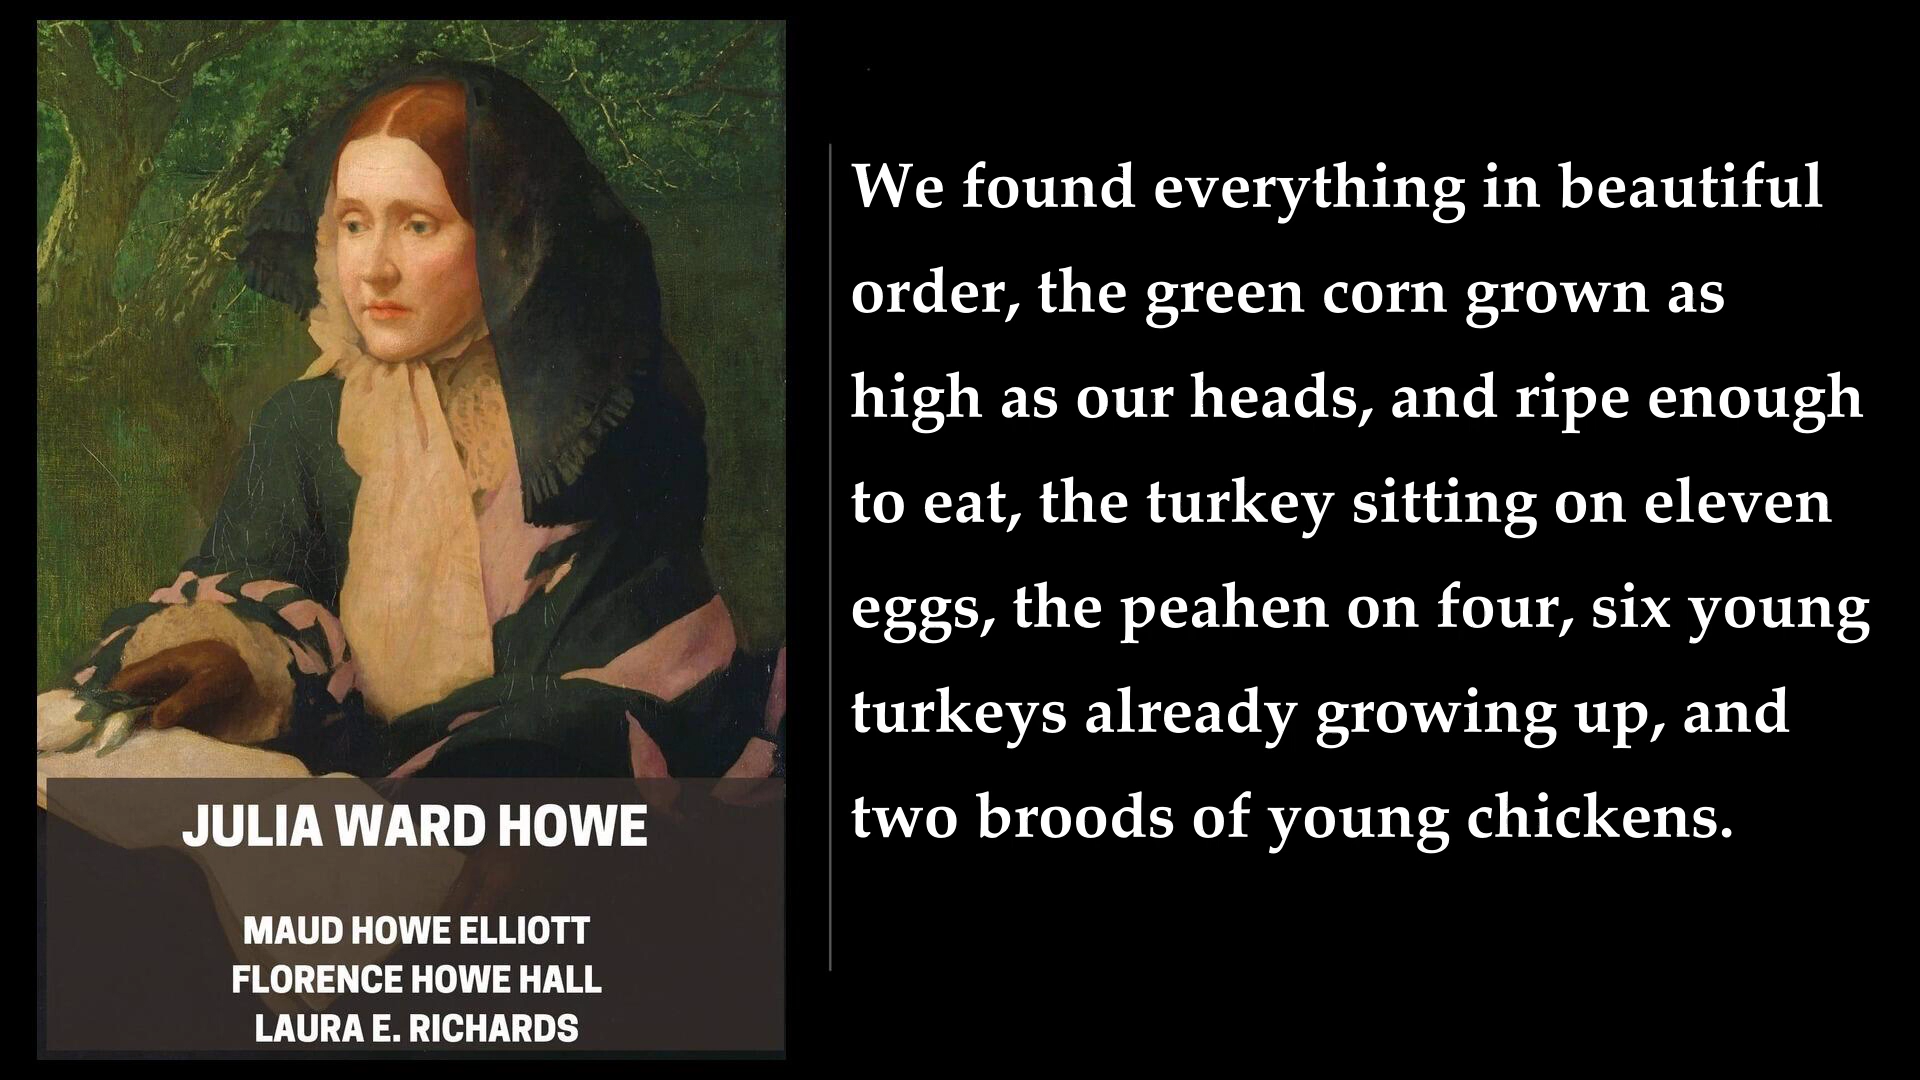 JULIA WARD HOWE
MAUD HOWE ELLIOTT
FLORENCE HOWE HALL
LAURA E. RICHARDS
We found everything in beautiful
order, the green corn grown as
high as our heads, and ripe enough
to eat, the turkey sitting on eleven
eggs, the peahen on four, six young
turkeys already growing up, and
two broods of young chickens.